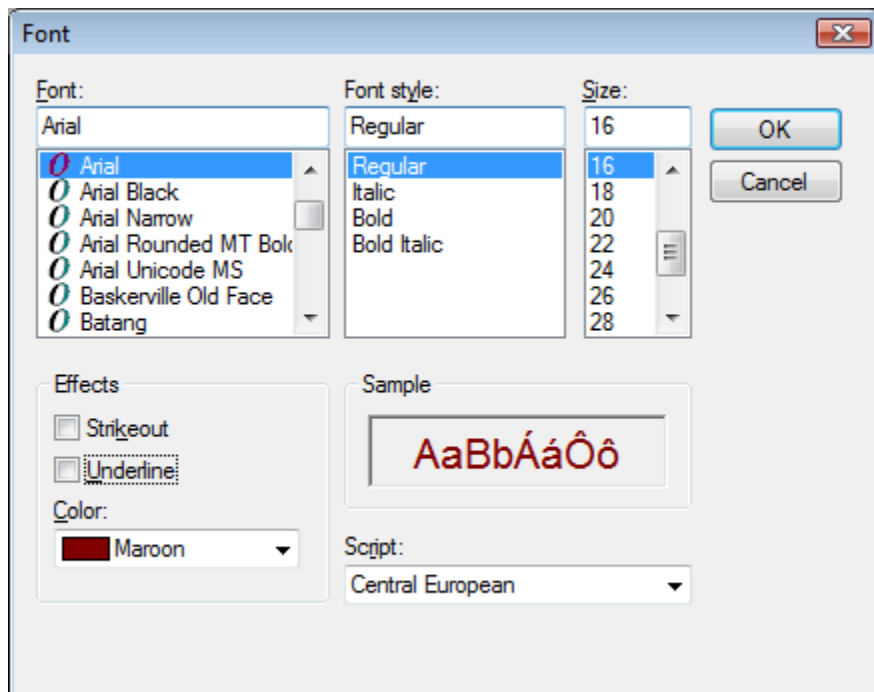 Font
Font:
Arial
Arial
Arial Black
Arial Narrow
Arial Rounded MT Bold
Arial Unicode MS
Baskerville Old Face
Batang
Font style:
Regular
Regular
Italic
Bold
Bold Italic
Size:
16
16
18
20
22
24
26
28
OK
Cancel
Effects
Strikeout
Underline
Color:
Maroon
Sample
AaBbÁáÔô
Script:
Central European